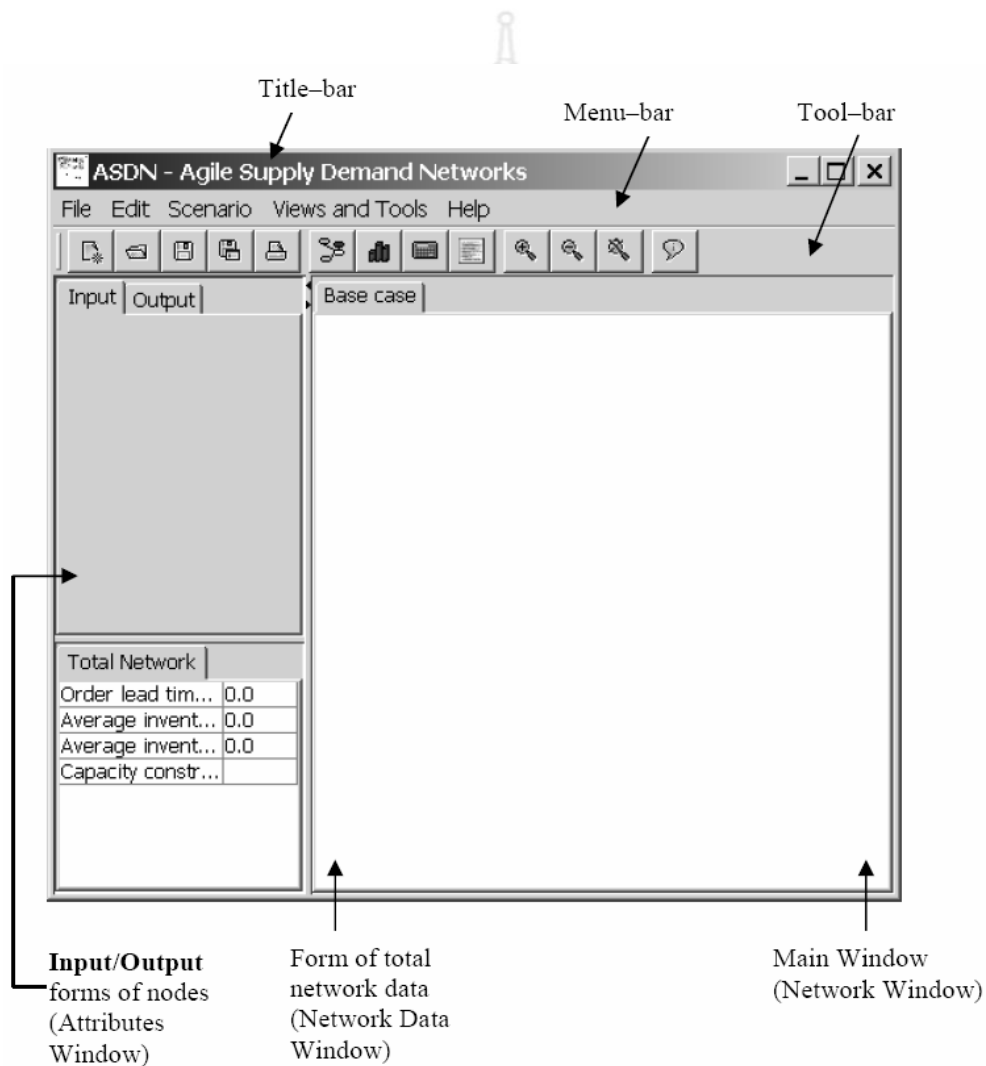 Title–bar
Menu–bar
Tool–bar
ASDN - Agile Supply Demand Networks
File Edit Scenario Views and Tools Help
Input Output
Base case
Total Network
Order lead tim... 0.0
Average invent... 0.0
Average invent... 0.0
Capacity constr...
Input/Output
forms of nodes
(Attributes
Window)
Form of total
network data
(Network Data
Window)
Main Window
(Network Window)